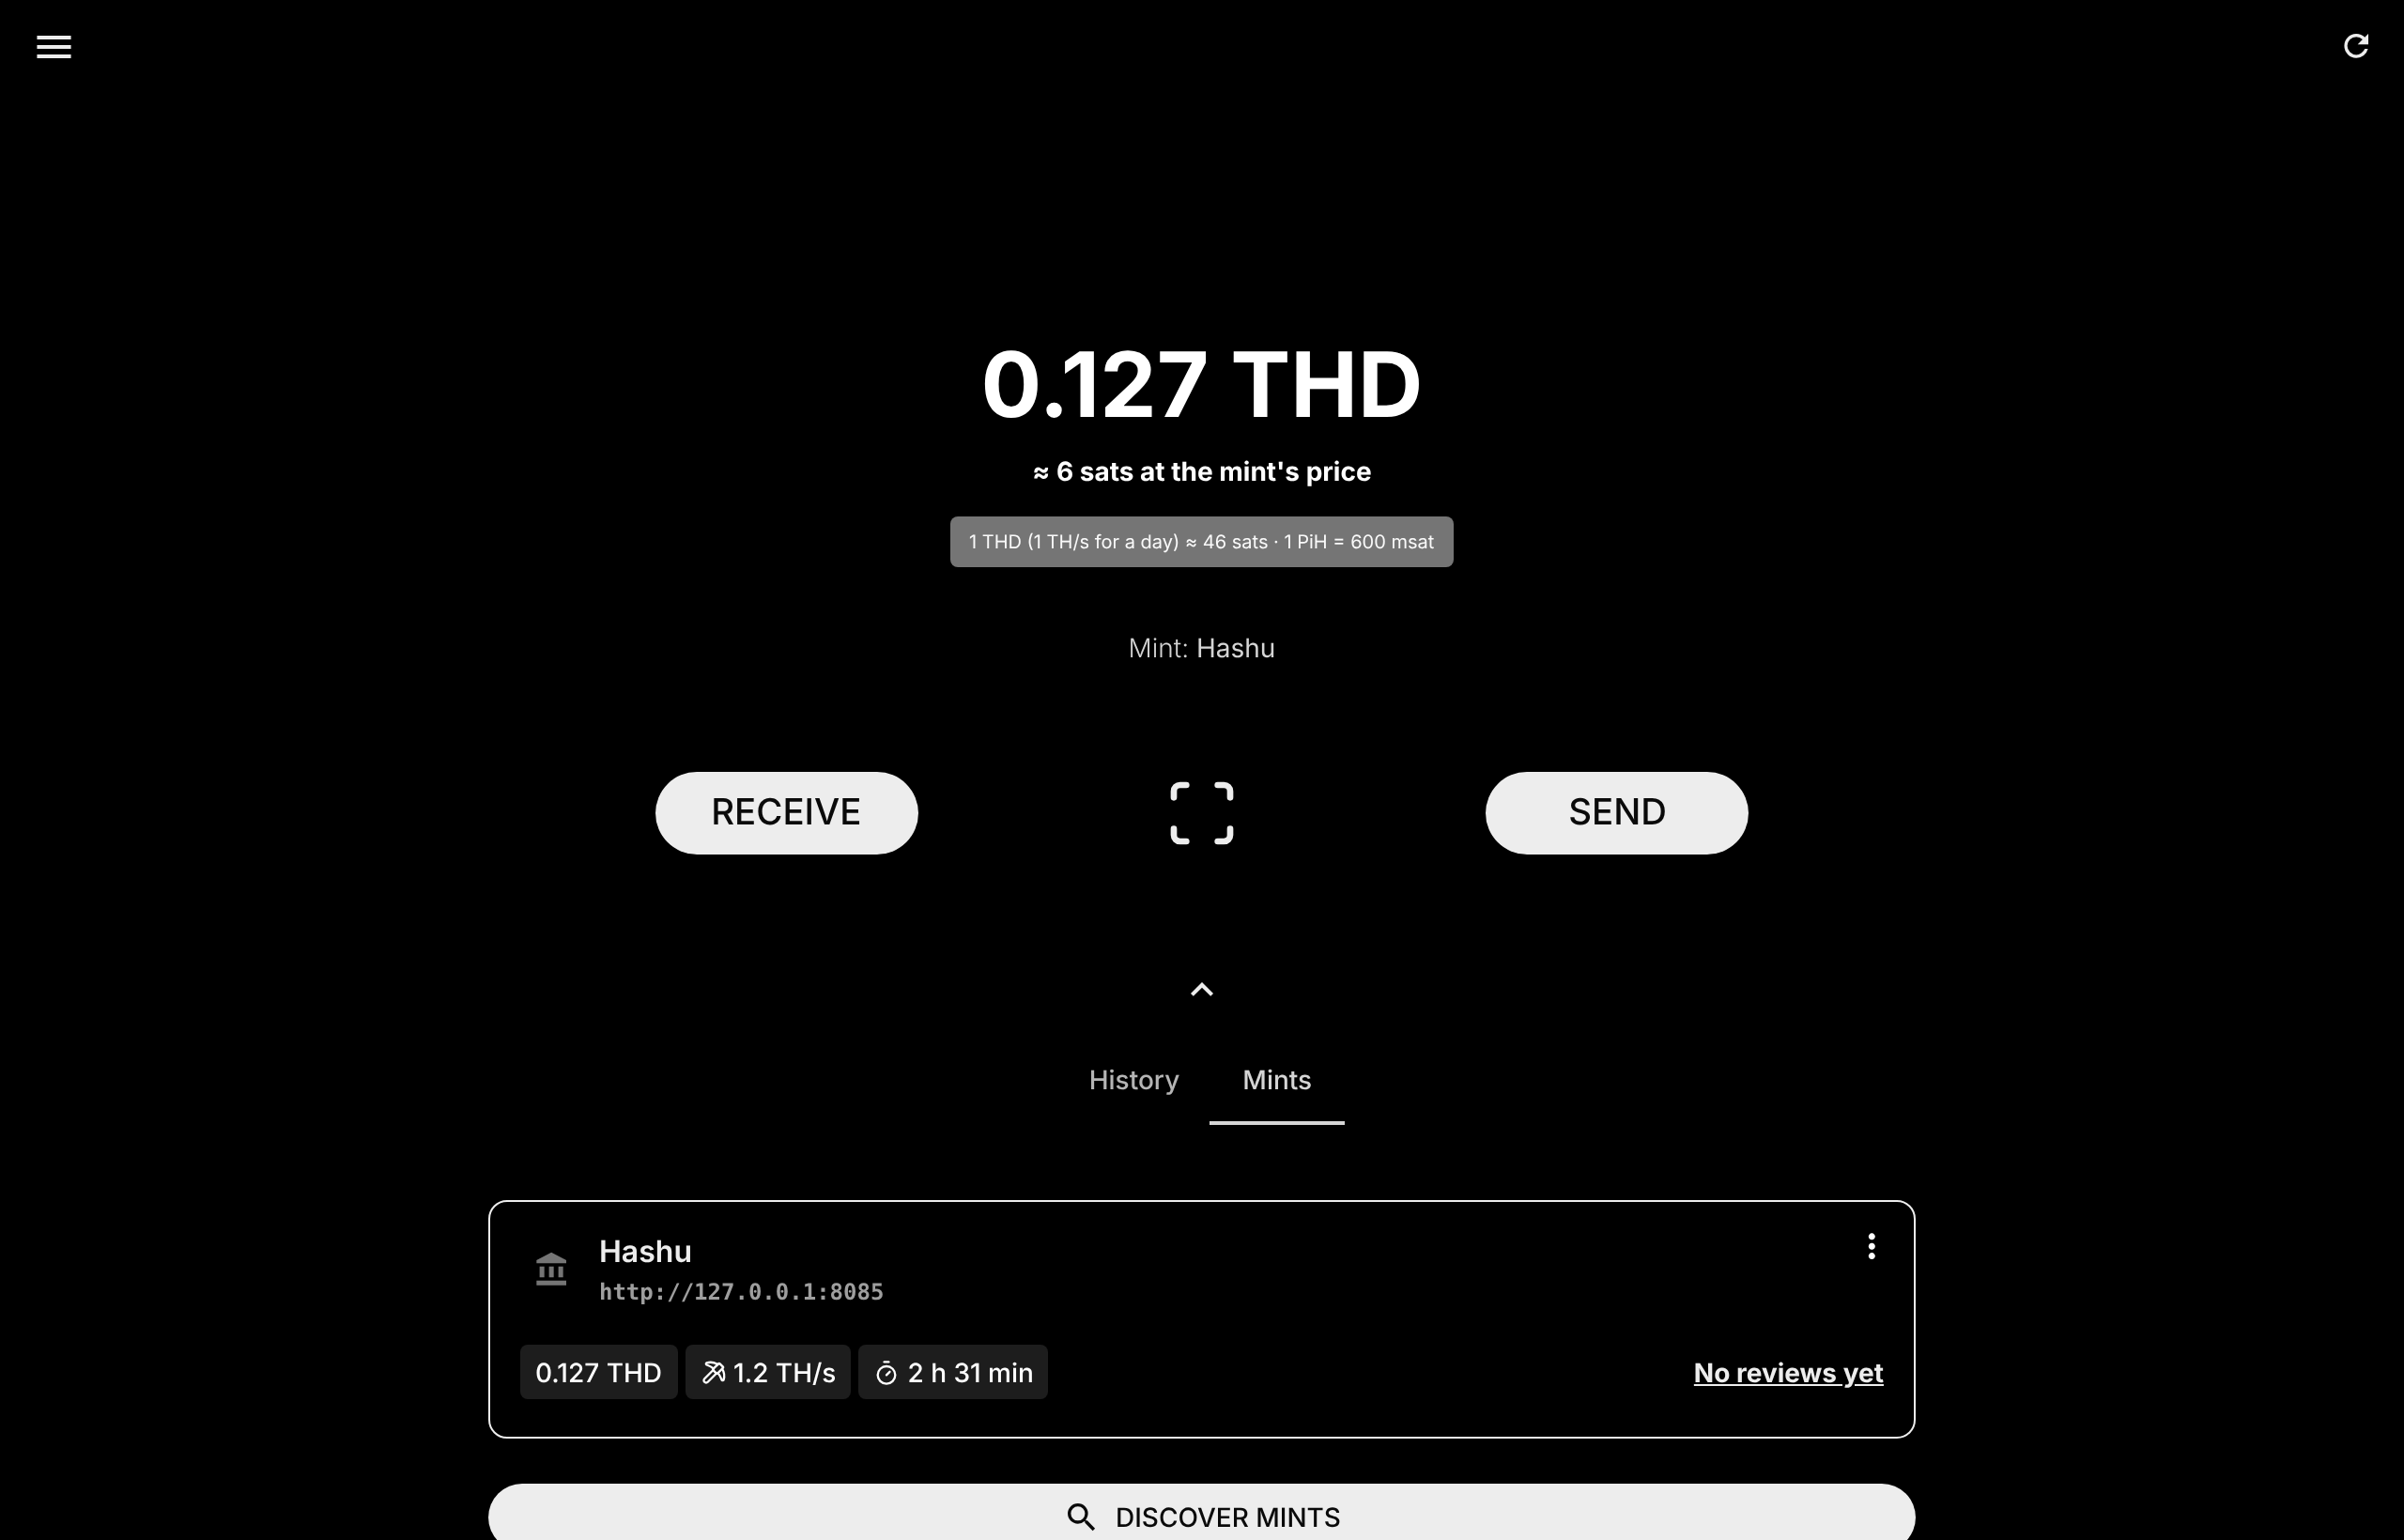 0.127 THD
≈ 6 sats at the mint's price
1 THD (1 TH/s for a day) ≈ 46 sats · 1 PiH = 600 msat
Mint: Hashu
RECEIVE
SEND
History
Mints
Hashu
http://127.0.0.1:8085
0.127 THD
1.2 TH/s
2 h 31 min
No reviews yet
DISCOVER MINTS